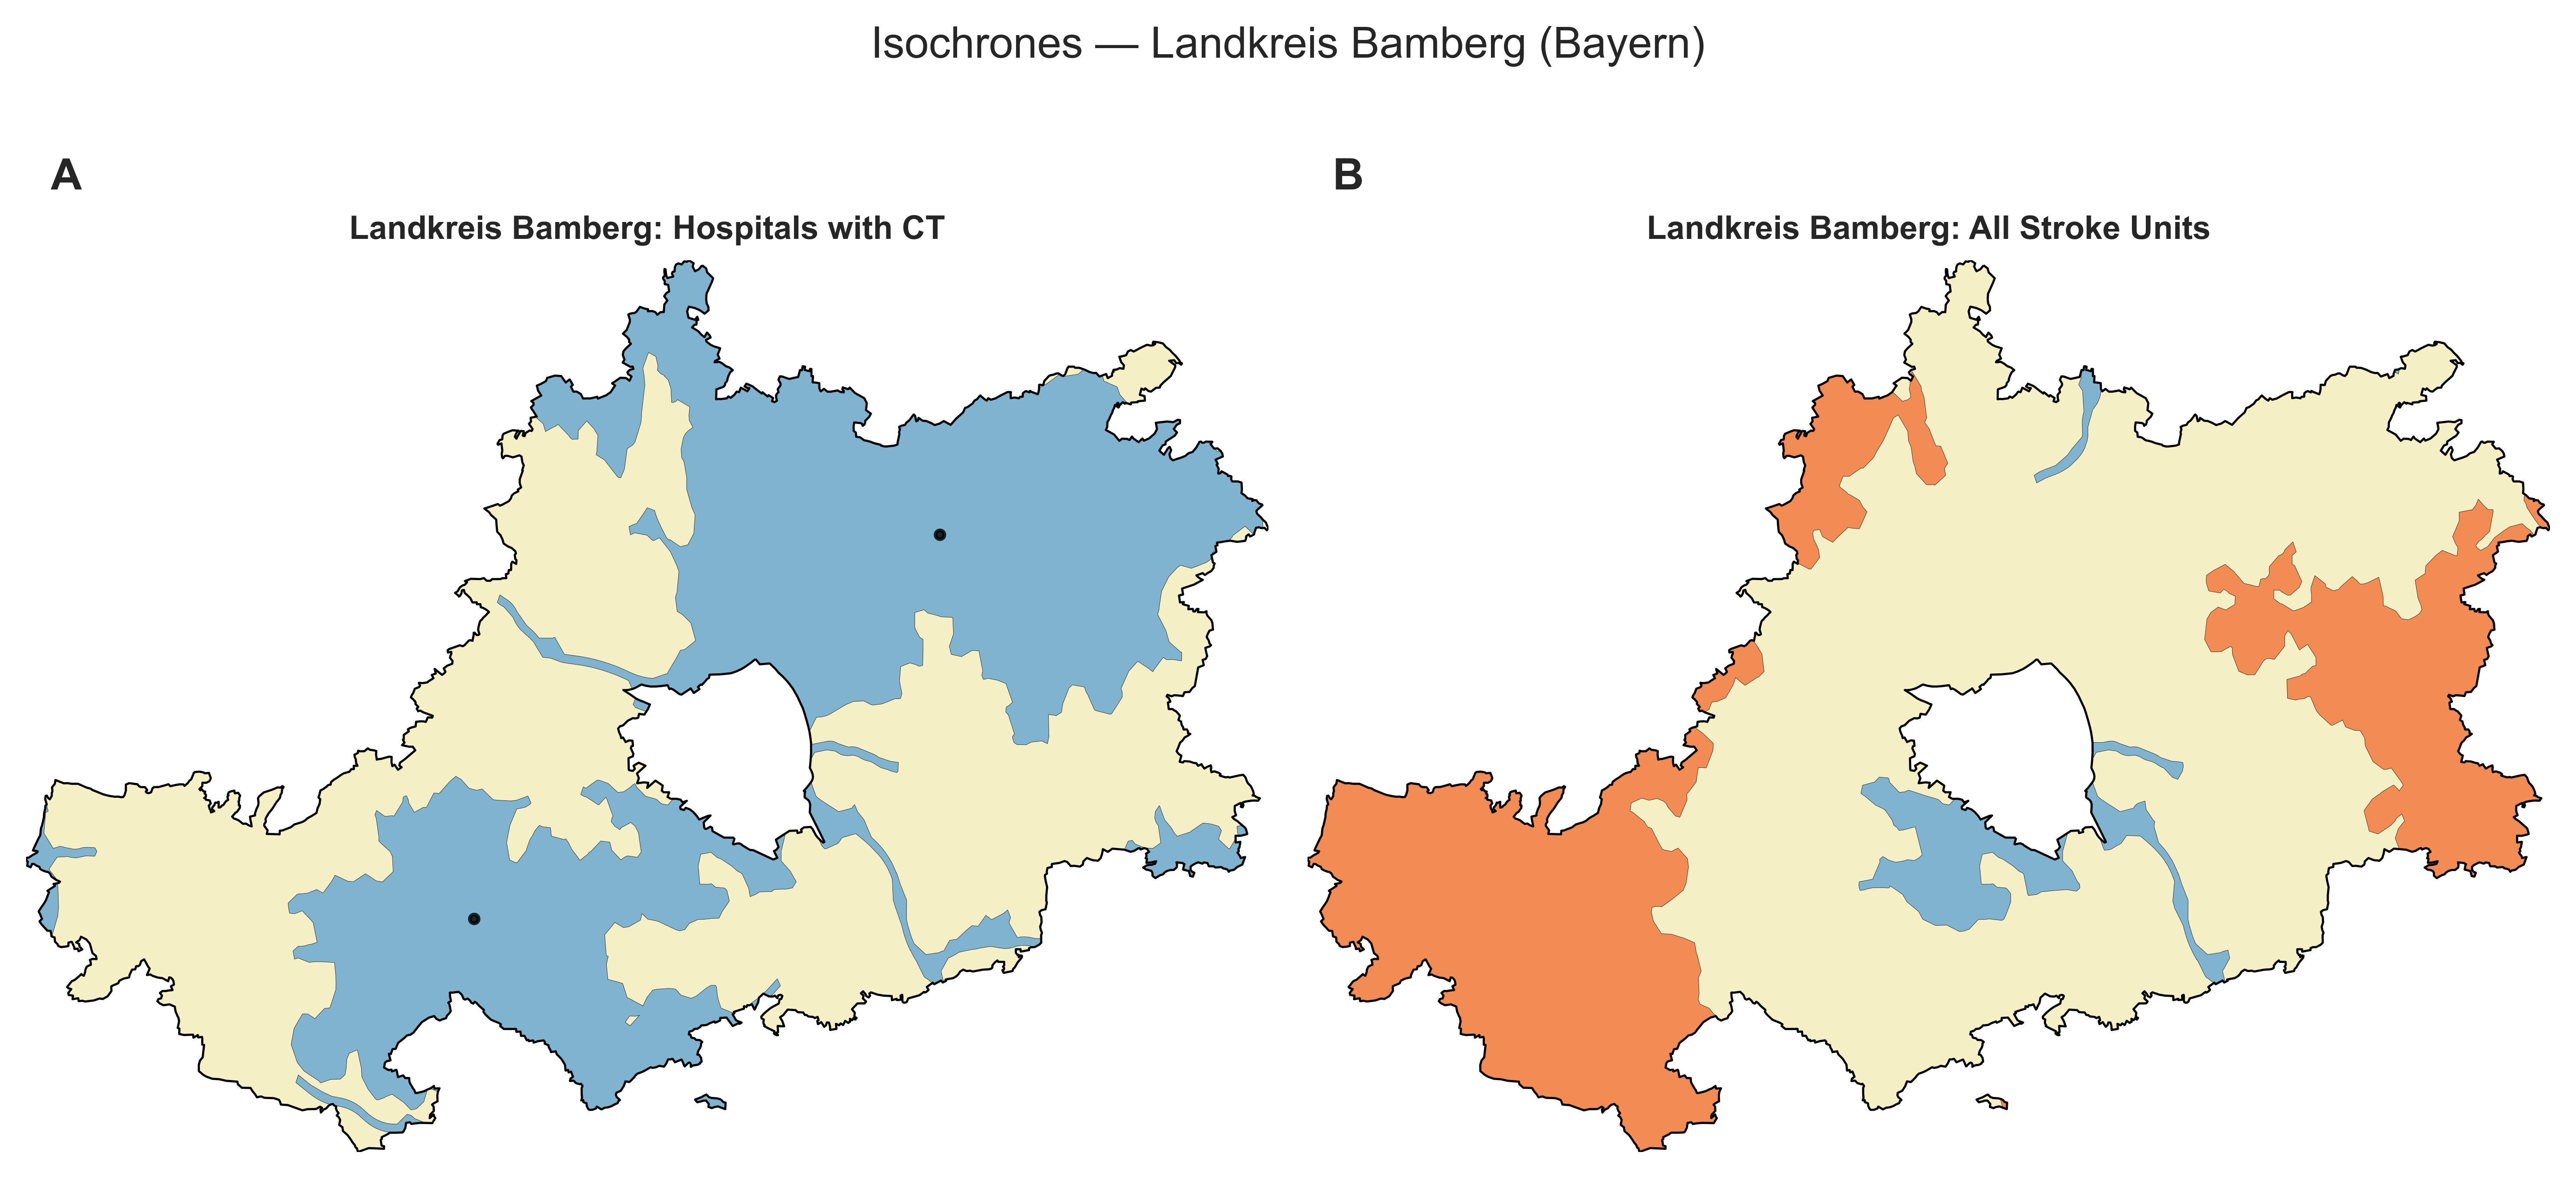 Isochrones — Landkreis Bamberg (Bayern)
A
B
Landkreis Bamberg: Hospitals with CT
Landkreis Bamberg: All Stroke Units